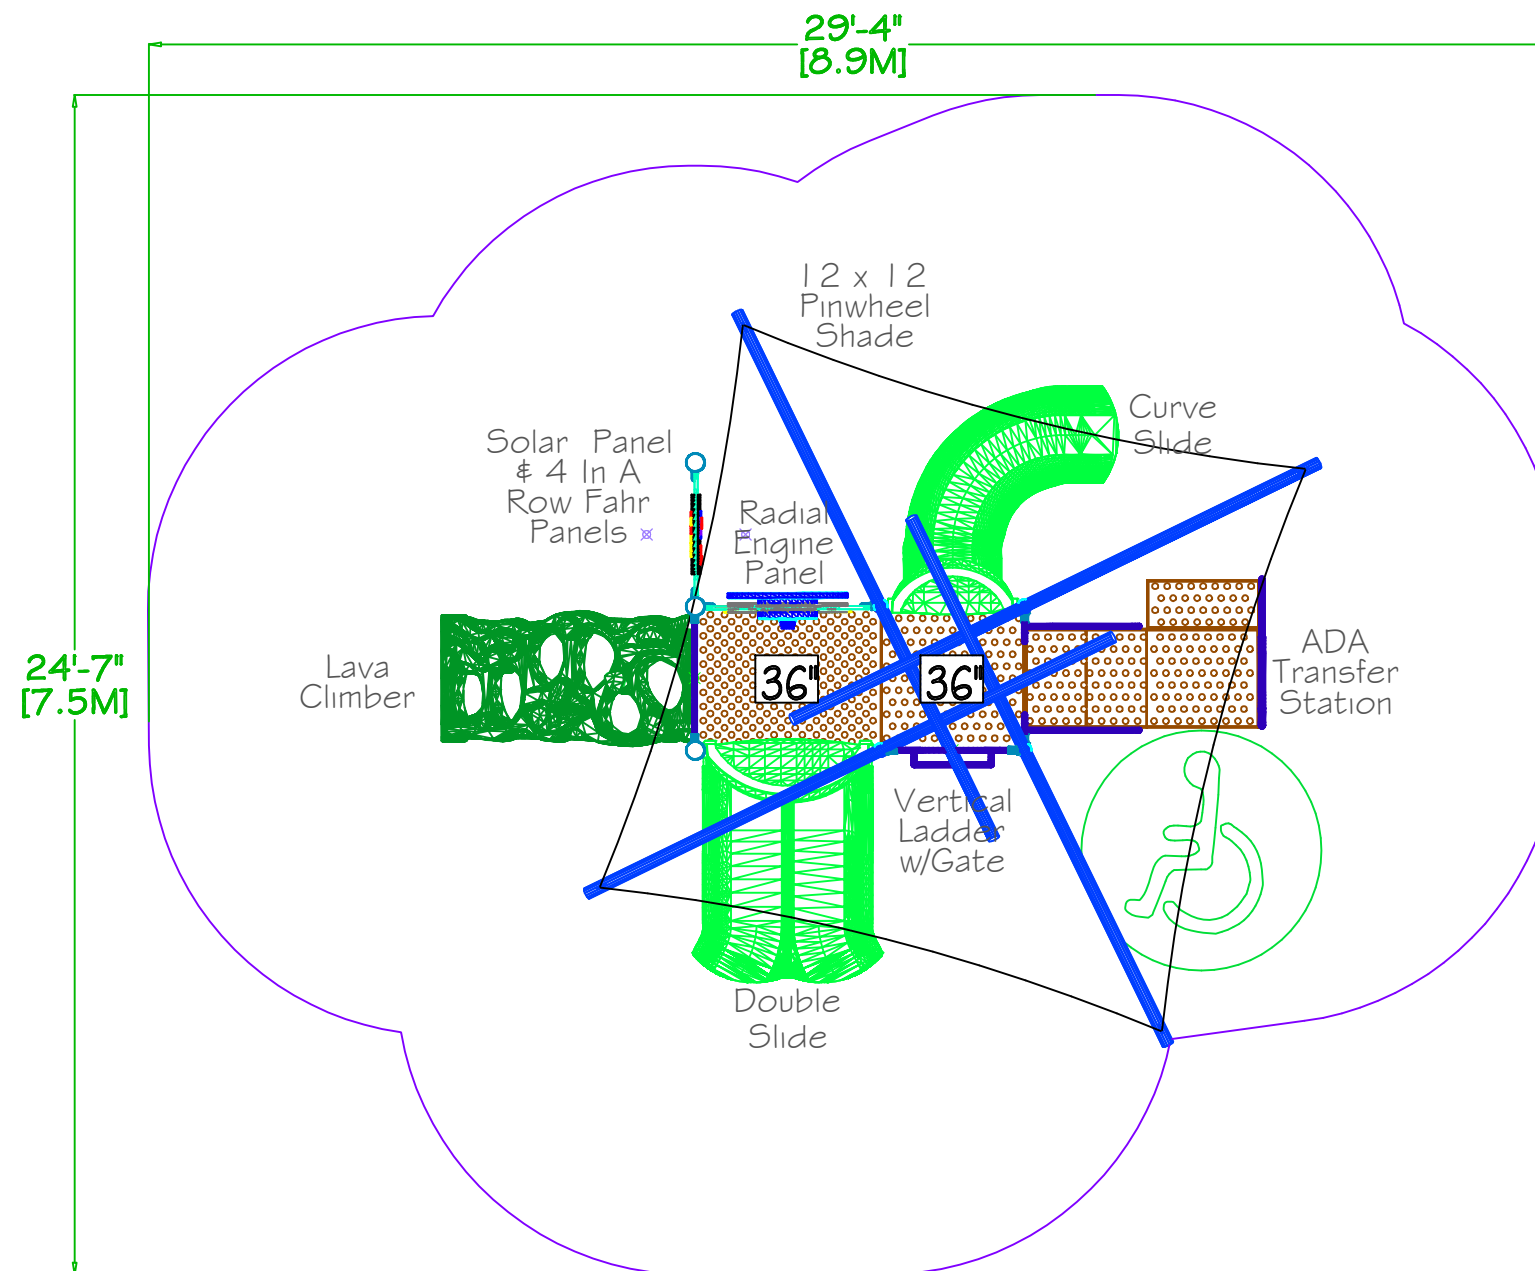 29'-4"
[8.9M]
12 x 12
Pinwheel
Shade
Curve
Slide
Solar Panel
& 4 In A
Row Fahr
Panels
Radial
Engine
Panel
24'-7"
[7.5M]
Lava
Climber
36"
36"
ADA
Transfer
Station
Vertical
Ladder
w/Gate
Double
Slide